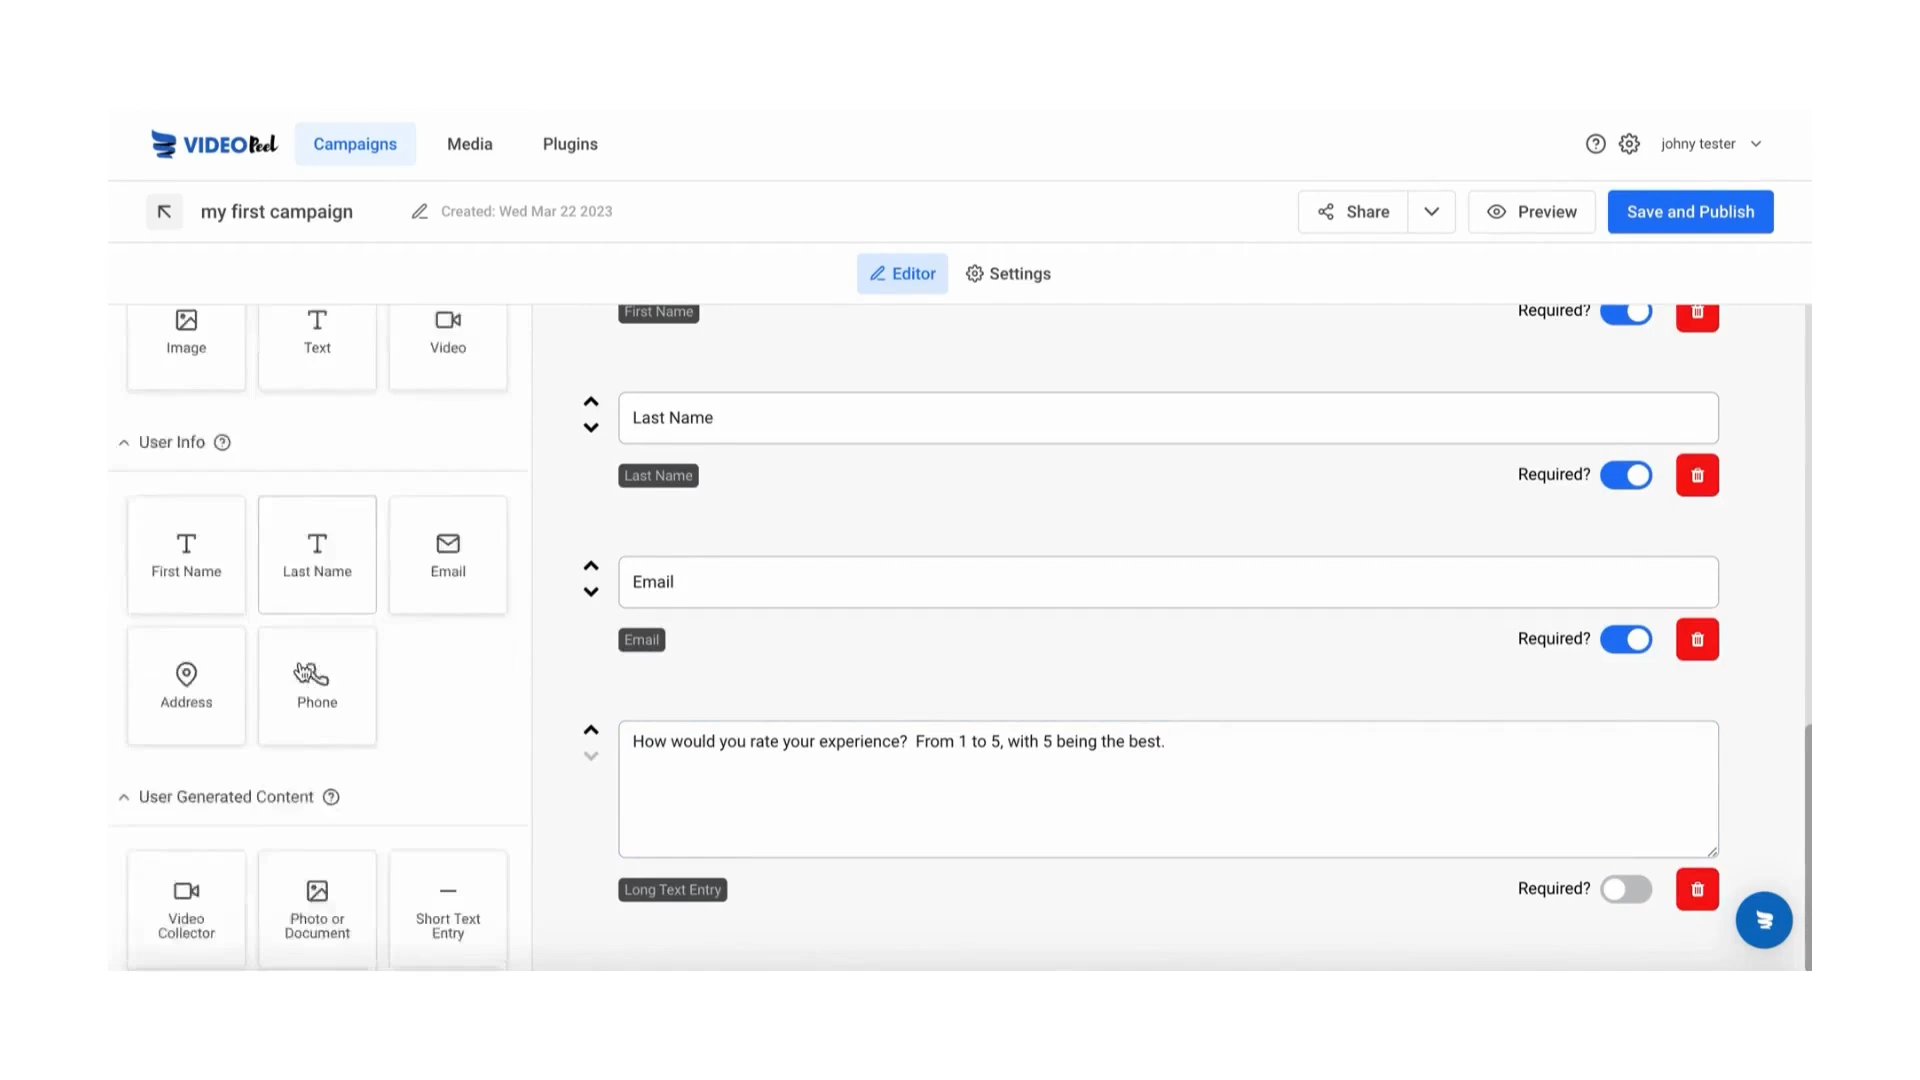 VIDEOPeel
Campaigns
Media
Plugins
johny tester
my first campaign
Created: Wed Mar 22 2023
Share
Preview
Save and Publish
Editor
Settings
Image
Text
Video
User Info
First Name
Last Name
Email
Address
Phone
User Generated Content
Video
Collector
Photo or
Document
Short Text
Entry
First Name
Required?
Last Name
Last Name
Required?
Email
Email
Required?
How would you rate your experience?  From 1 to 5, with 5 being the best.
Long Text Entry
Required?